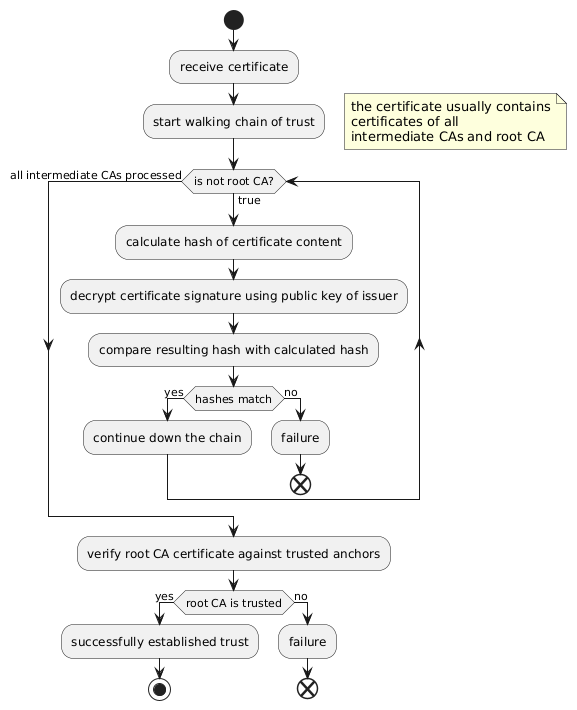 receive certificate
start walking chain of trust
the certificate usually contains
certificates of all
intermediate CAs and root CA
all intermediate CAs processed
is not root CA?
true
calculate hash of certificate content
decrypt certificate signature using public key of issuer
compare resulting hash with calculated hash
yes
hashes match
no
continue down the chain
failure
verify root CA certificate against trusted anchors
yes
root CA is trusted
no
successfully established trust
failure